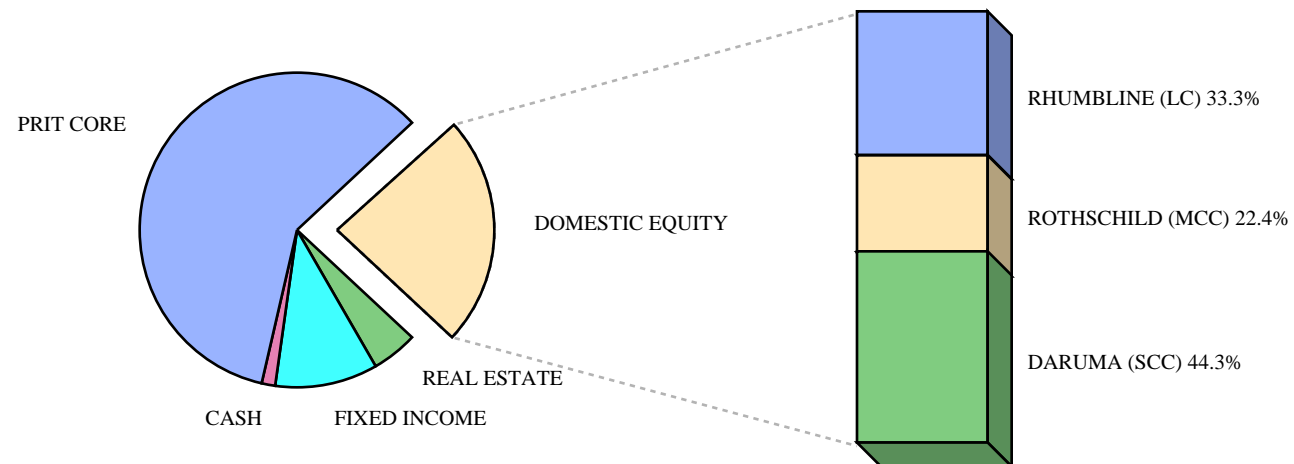 RHUMBLINE (LC) 33.3%
PRIT CORE
ROTHSCHILD (MCC) 22.4%
DOMESTIC EQUITY
DARUMA (SCC) 44.3%
REAL ESTATE
CASH
FIXED INCOME